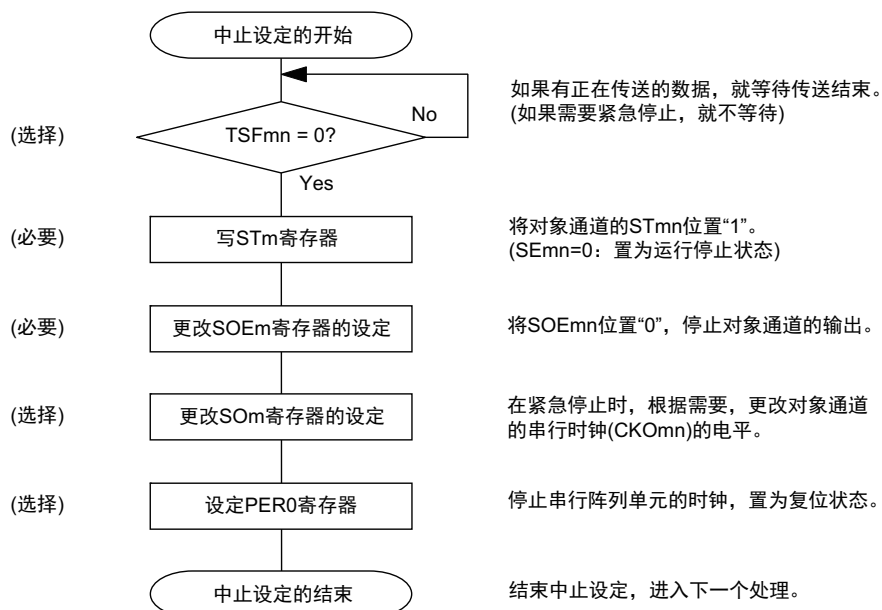 中止设定的开始
如果有正在传送的数据，就等待传送结束。
(如果需要紧急停止，就不等待)
(选择)
TSFmn = 0?
No
Yes
(必要)
写STm寄存器
将对象通道的STmn位置“1”。
(SEmn=0：置为运行停止状态)
(必要)
更改SOEm寄存器的设定
将SOEmn位置“0”，停止对象通道的输出。
(选择)
更改SOm寄存器的设定
在紧急停止时，根据需要，更改对象通道
的串行时钟(CKOmn)的电平。
(选择)
设定PER0寄存器
停止串行阵列单元的时钟，置为复位状态。
中止设定的结束
结束中止设定，进入下一个处理。